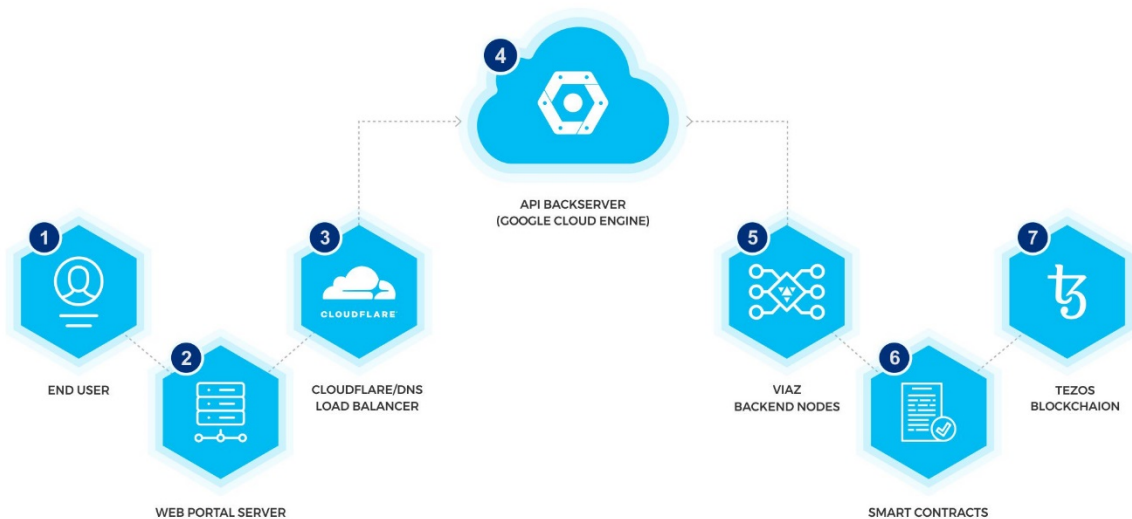 4
API BACKSERVER
(GOOGLE CLOUD ENGINE)
1
END USER
2
WEB PORTAL SERVER
3
CLOUDFLARE
CLOUDFLARE/DNS
LOAD BALANCER
5
VIAZ
BACKEND NODES
6
SMART CONTRACTS
7
TEZOS
BLOCKCHAION